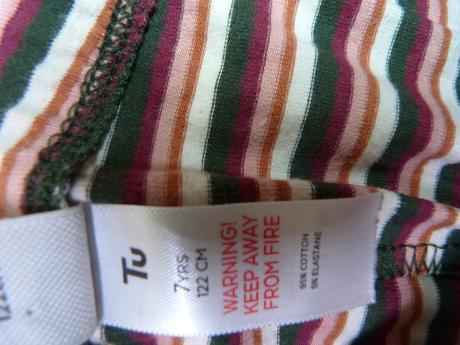 Tu
7 YRS
122 CM
WARNING!
KEEP AWAY
FROM FIRE
95% COTTON
5% ELASTANE